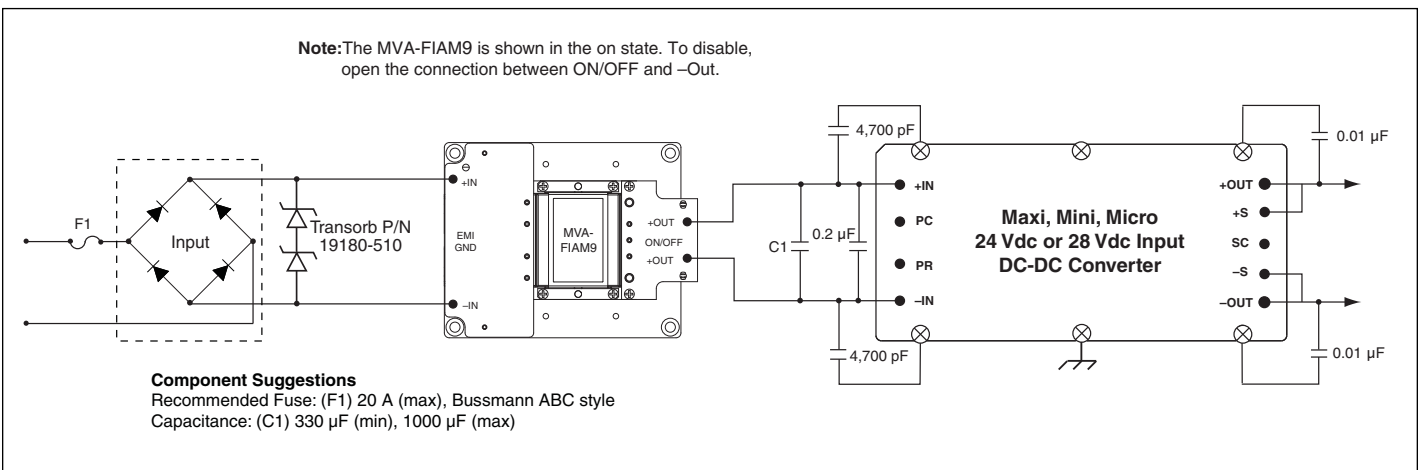 Note:The MVA-FIAM9 is shown in the on state. To disable,
open the connection between ON/OFF and –Out.
F1
Input
Transorb P/N
19180-510
+IN
EMI
GND
–IN
MVA-
FIAM9
+OUT
ON/OFF
+OUT
C1
0.2 µF
4,700 pF
4,700 pF
+IN
PC
PR
–IN
Maxi, Mini, Micro
24 Vdc or 28 Vdc Input
DC-DC Converter
+OUT
+S
SC
–S
–OUT
0.01 µF
0.01 µF
Component Suggestions
Recommended Fuse: (F1) 20 A (max), Bussmann ABC style
Capacitance: (C1) 330 µF (min), 1000 µF (max)